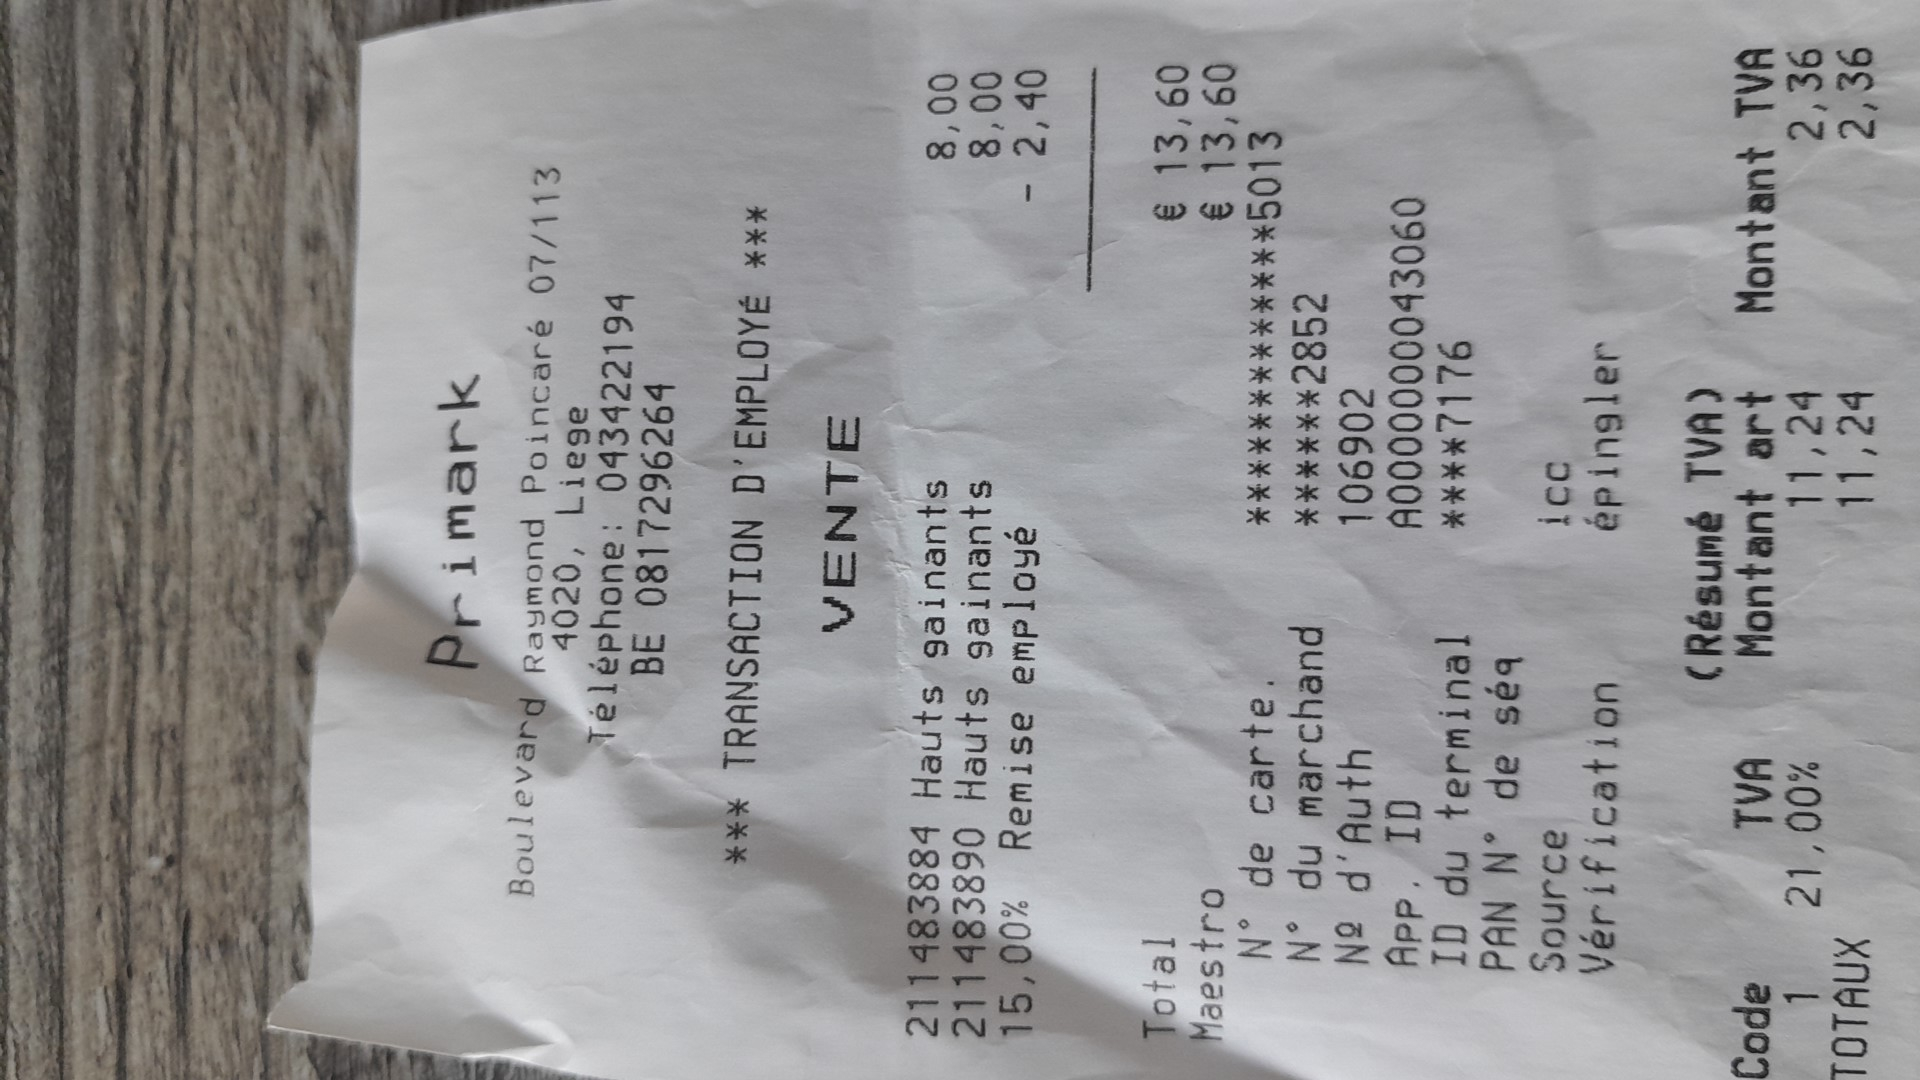 Primark
Boulevard Raymond Poincaré 07/113
4020, Liege
Téléphone: 043422194
BE 0817296264
*** TRANSACTION D'EMPLOYÉ ***
VENTE
211483884 Hauts gainants 8,00
211483890 Hauts gainants 8,00
15,00% Remise employé - 2,40
Total € 13,60
Maestro € 13,60
N° de carte. ***************5013
N° du marchand ******2852
Nº d'Auth 106902
App. ID A0000000043060
ID du terminal ****7176
PAN N° de séq
Source icc
Vérification épingler
(Résumé TVA)
Code TVA Montant art Montant TVA
1 21,00% 11,24 2,36
TOTAUX 11,24 2,36